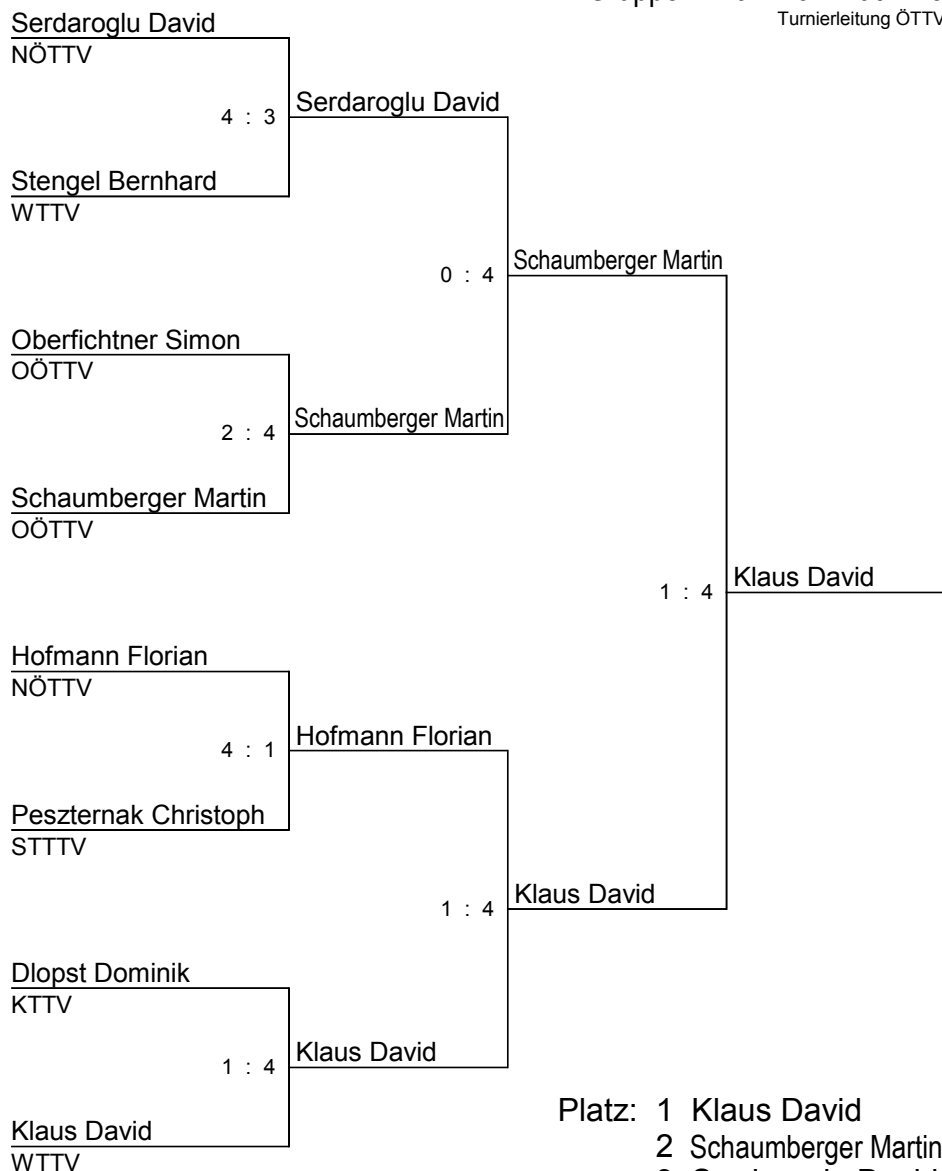 Turnierleitung ÖTTV
Serdaroglu David
NÖTTV
4 : 3
Serdaroglu David
Stengel Bernhard
WTTV
0 : 4
Schaumberger Martin
Oberfichtner Simon
OÖTTV
2 : 4
Schaumberger Martin
Schaumberger Martin
OÖTTV
1 : 4
Klaus David
Hofmann Florian
NÖTTV
4 : 1
Hofmann Florian
Peszternak Christoph
STTTV
1 : 4
Klaus David
Dlopst Dominik
KTTV
1 : 4
Klaus David
Klaus David
WTTV
Platz: 1 Klaus David
2 Schaumberger Martin